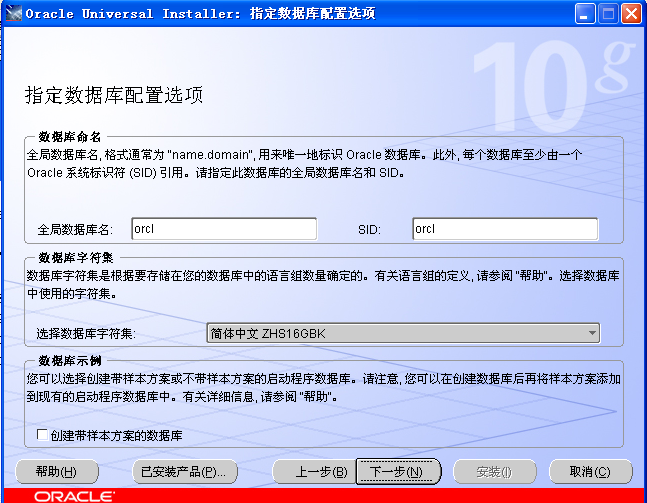 Oracle Universal Installer: 指定数据库配置选项
10g
指定数据库配置选项
数据库命名
全局数据库名, 格式通常为 "name.domain", 用来唯一地标识 Oracle 数据库。此外, 每个数据库至少由一个
Oracle 系统标识符 (SID) 引用。请指定此数据库的全局数据库名和 SID。
全局数据库名: orcl SID: orcl
数据库字符集
数据库字符集是根据要存储在您的数据库中的语言组数量确定的。有关语言组的定义, 请参阅 "帮助"。选择数据库
中使用的字符集。
选择数据库字符集: 简体中文 ZHS16GBK
数据库示例
您可以选择创建带样本方案或不带样本方案的启动程序数据库。请注意, 您可以在创建数据库后再将样本方案添加
到现有的启动程序数据库中。有关详细信息, 请参阅 "帮助"。
创建带样本方案的数据库
帮助(H) 已安装产品(P)... 上一步(B) 下一步(N) 安装(I) 取消(C)
ORACLE